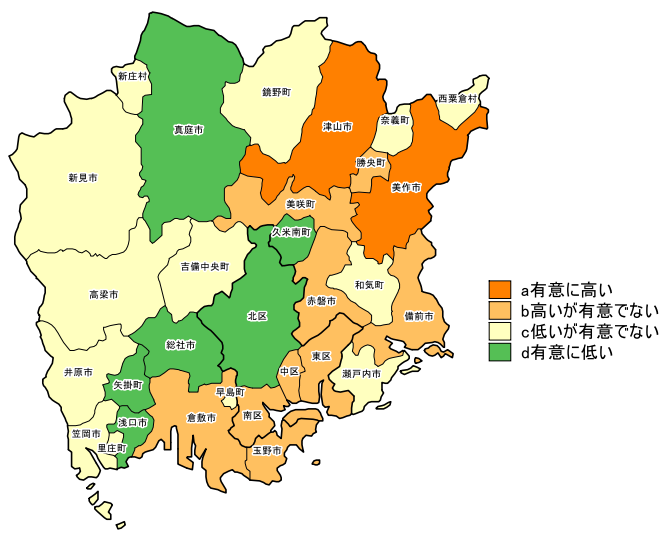 新庄村
鏡野町
西粟倉村
奈義町
津山市
真庭市
勝央町
新見市
美作市
美咲町
久米南町
吉備中央町
和気町
高梁市
赤磐市
北区
備前市
総社市
東区
中区
井原市
瀬戸内市
矢掛町
早島町
倉敷市
南区
浅口市
笠岡市
里庄町
玉野市
a有意に高い
b高いが有意でない
c低いが有意でない
d有意に低い